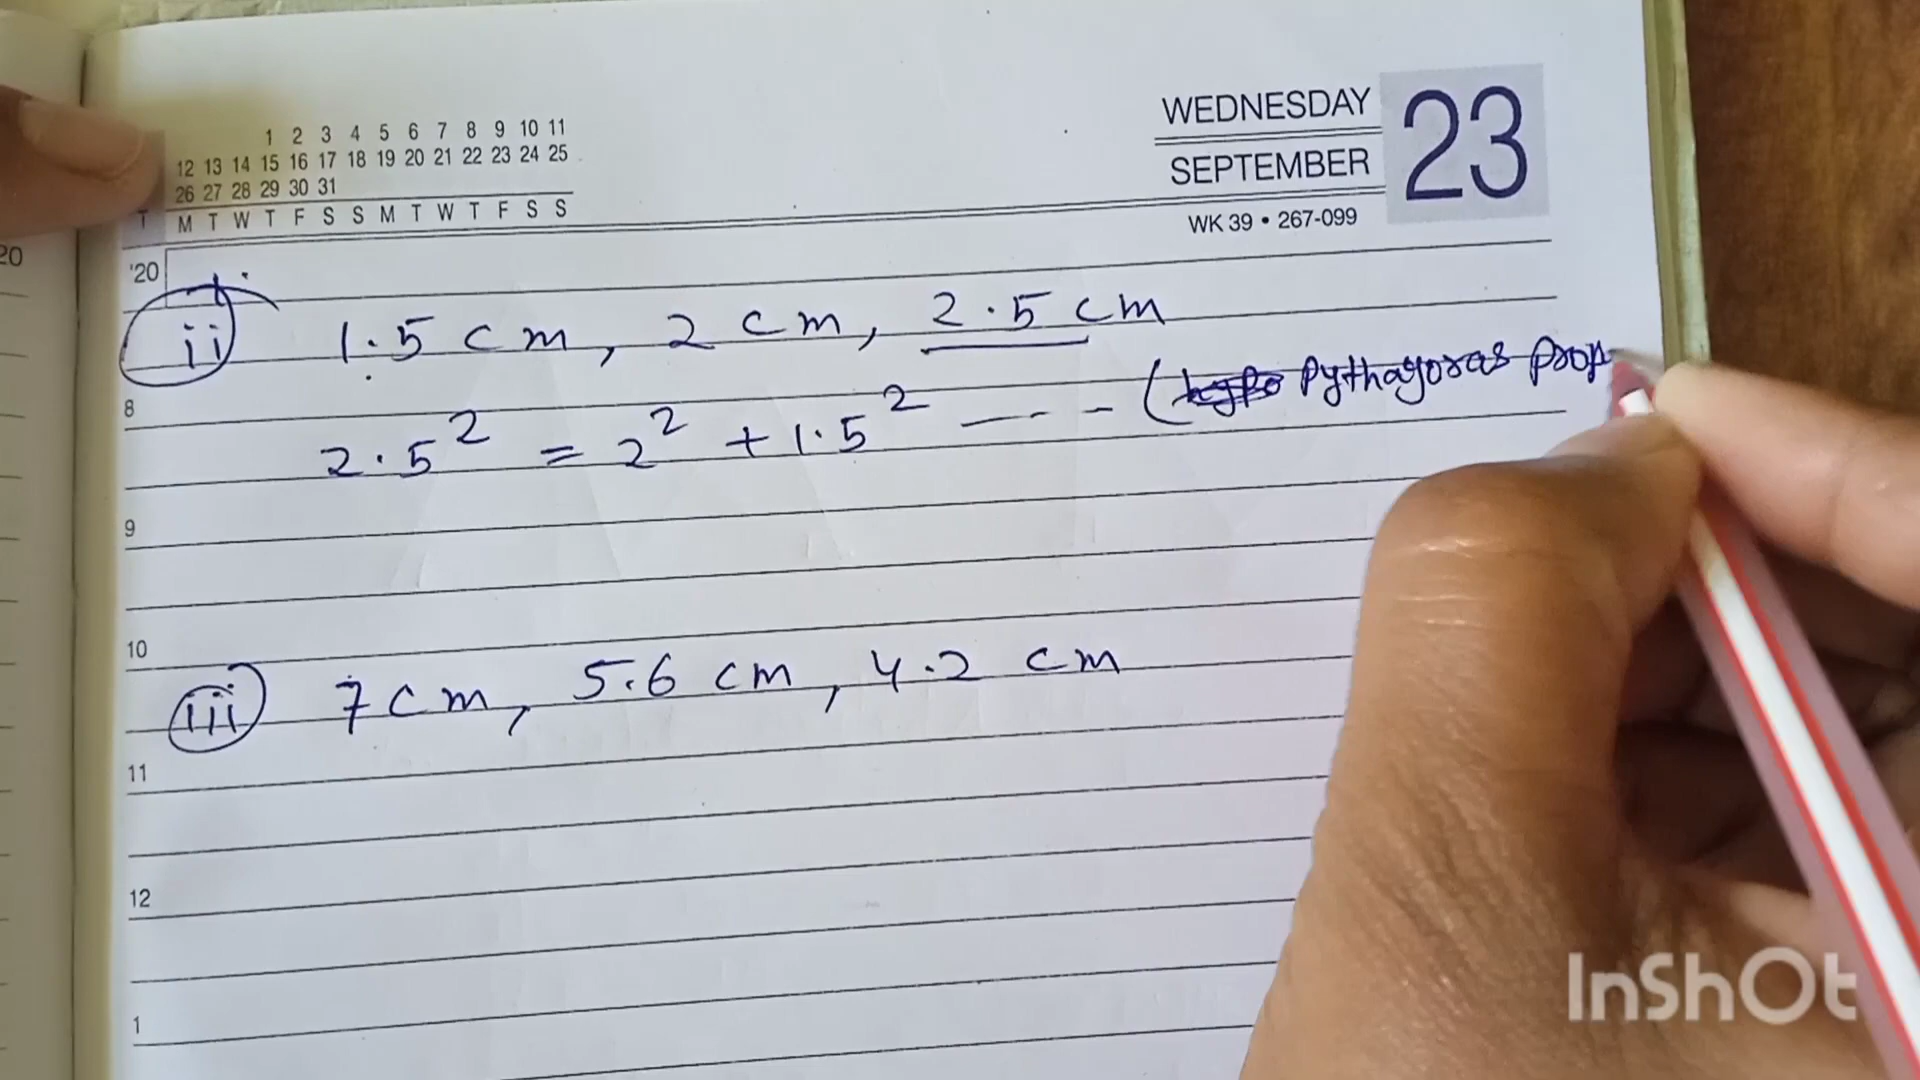 WEDNESDAY
SEPTEMBER
23
WK 39 • 267-099
1 2 3 4 5 6 7 8 9 10 11
12 13 14 15 16 17 18 19 20 21 22 23 24 25
26 27 28 29 30 31
T M T W T F S S M T W T F S S
20
'20
ii 1.5 cm, 2 cm, 2.5 cm
8
2.5² = 2² + 1.5² --- (Pythagoras prop
9
10
iii 7 cm, 5.6 cm, 4.2 cm
11
12
1
InShOt